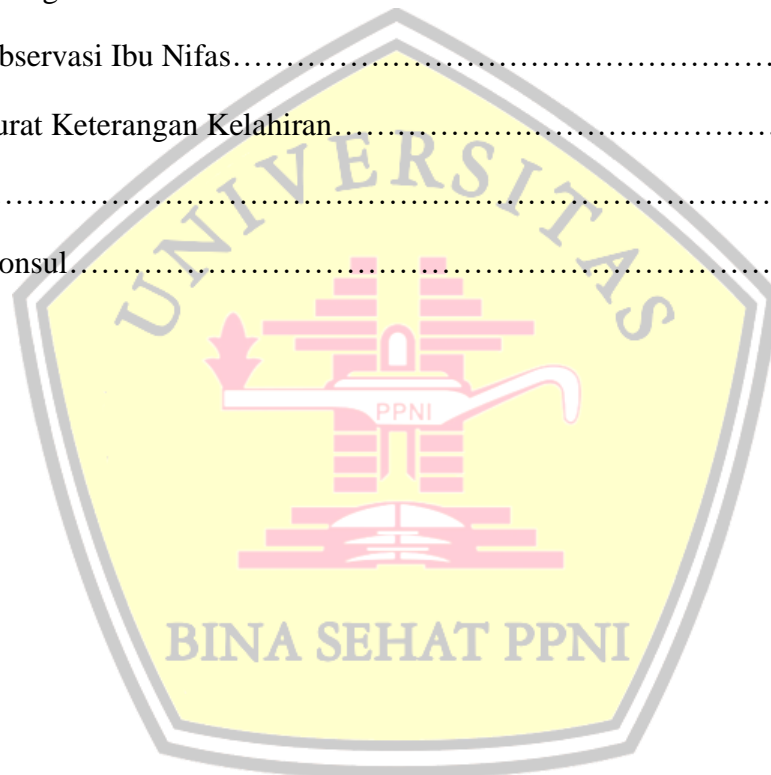 bservasi Ibu Nifas……………………………………………
urat Keterangan Kelahiran……………….………………………
……….……………………………………………………………
onsul……………………….……………………………………
UNIVERSITAS
PPNI
BINA SEHAT PPNI